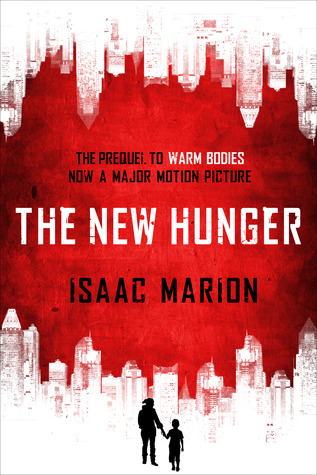 THE PREQUEL TO WARM BODIES
NOW A MAJOR MOTION PICTURE
THE NEW HUNGER
ISAAC MARION